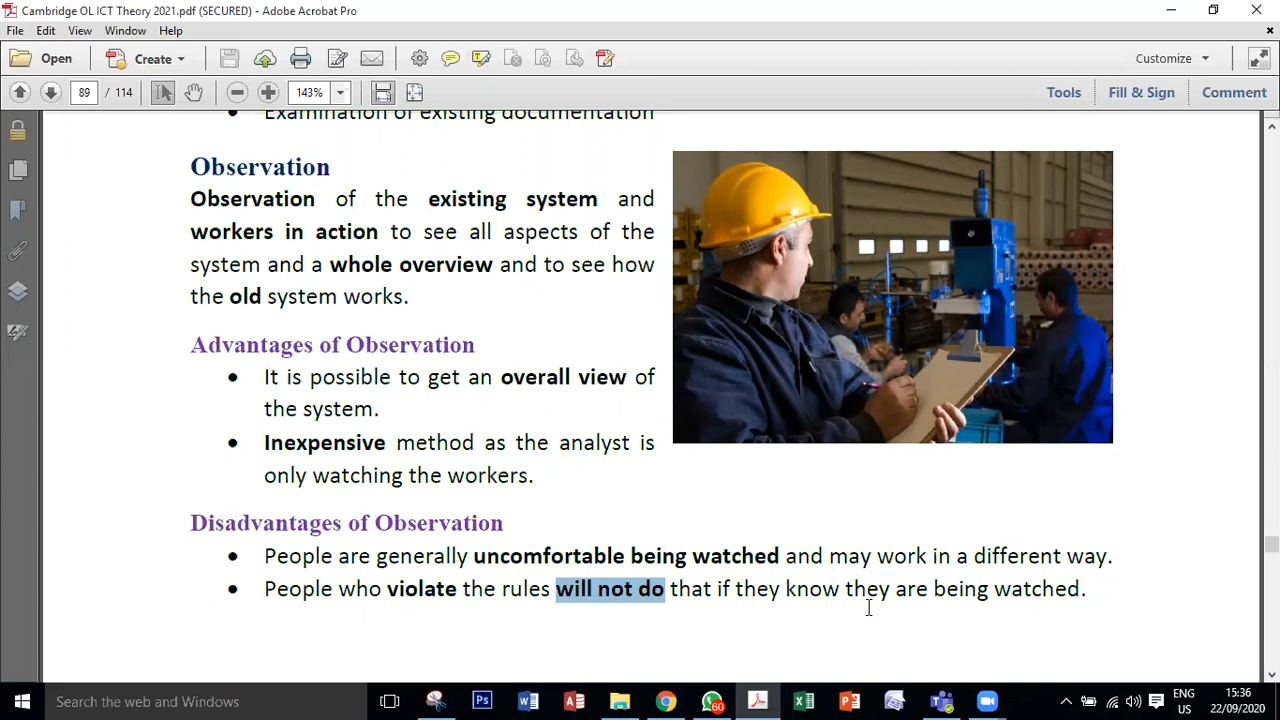 Cambridge OL ICT Theory 2021.pdf (SECURED) - Adobe Acrobat Pro
File Edit View Window Help
Open Create Customize
89 / 114 143% Tools Fill & Sign Comment
Examination of existing documentation
Observation
Observation of the existing system and
workers in action to see all aspects of the
system and a whole overview and to see how
the old system works.
Advantages of Observation
It is possible to get an overall view of
the system.
Inexpensive method as the analyst is
only watching the workers.
Disadvantages of Observation
People are generally uncomfortable being watched and may work in a different way.
People who violate the rules will not do that if they know they are being watched.
Search the web and Windows
60
ENG
US
15:36
22/09/2020